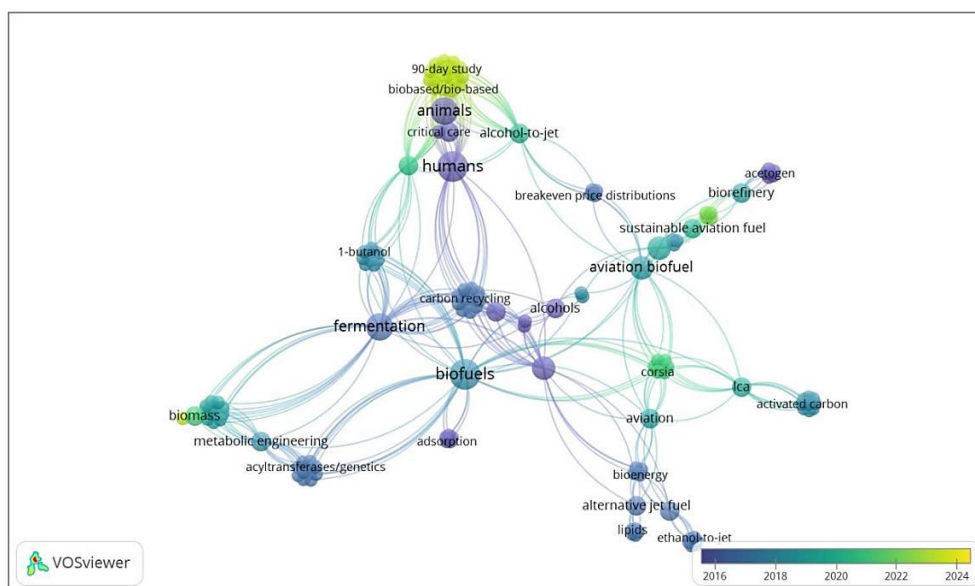 90-day study
biobased/bio-based
animals
critical care
alcohol-to-jet
humans
acetogen
breakeven price distributions
biorefinery
sustainable aviation fuel
1-butanol
aviation biofuel
carbon recycling
alcohols
fermentation
biofuels
corsia
lca
activated carbon
biomass
aviation
metabolic engineering
adsorption
acyltransferases/genetics
bioenergy
alternative jet fuel
lipids
ethanol-to-jet
VOSviewer
2016 2018 2020 2022 2024